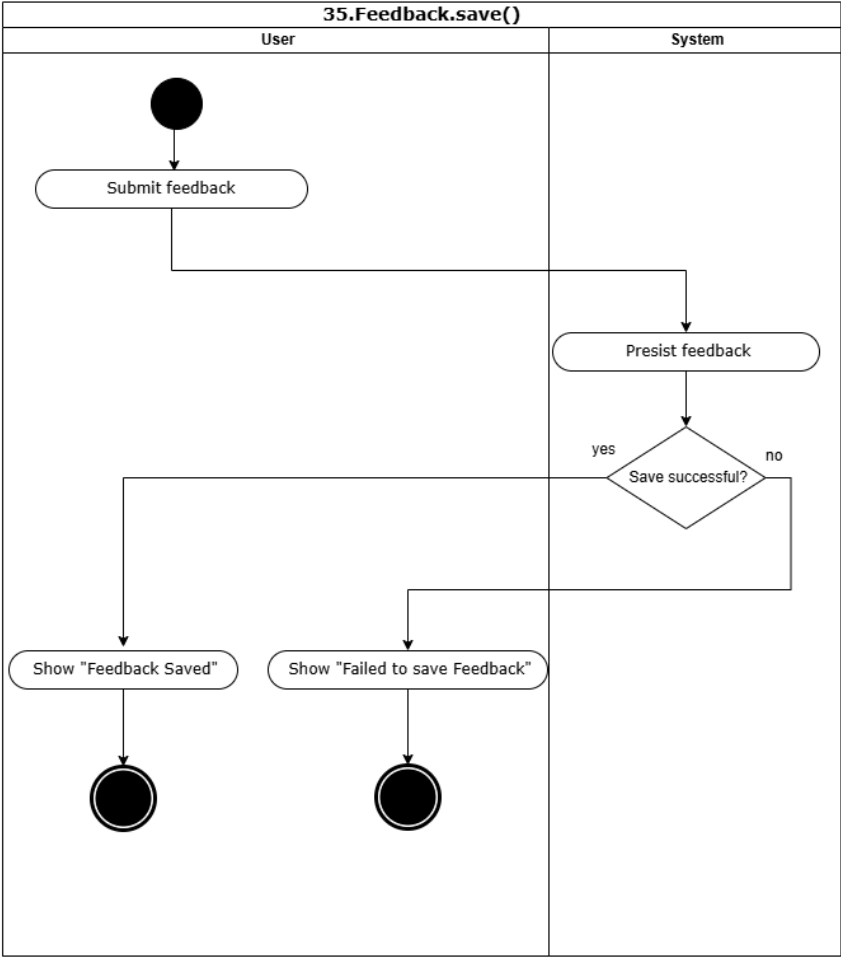 35.Feedback.save()
User
System
Submit feedback
Presist feedback
yes
no
Save successful?
Show "Feedback Saved"
Show "Failed to save Feedback"